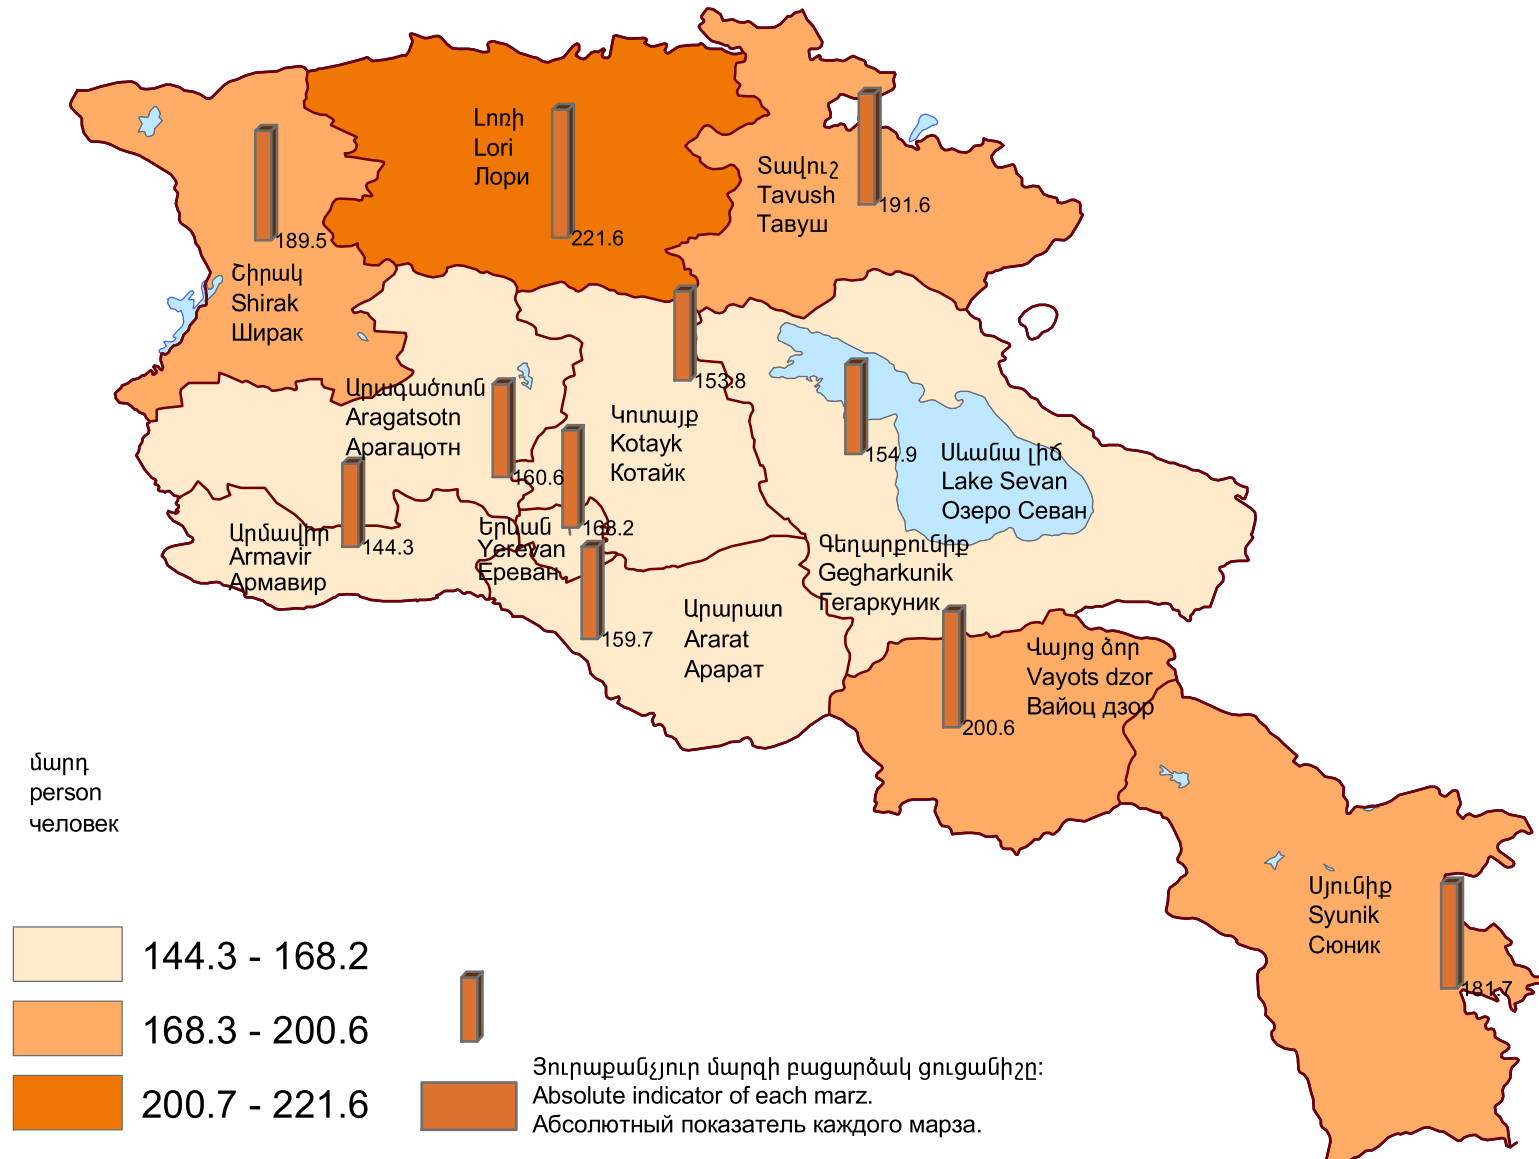 Լոռի
Lori
Лори
221.6
Տավուշ
Tavush
Тавуш
191.6
189.5
Շիրակ
Shirak
Ширак
153.8
Արագածոտն
Aragatsotn
Арагацотн
160.6
Կոտայք
Kotayk
Котайк
154.9
Սևանա լիճ
Lake Sevan
Озеро Севан
Արմավիր
Armavir
Армавир
144.3
Երևան
Yerevan
Ереван
168.2
Գեղարքունիք
Gegharkunik
Гегаркуник
159.7
Արարատ
Ararat
Арарат
Վայոց ձոր
Vayots dzor
Вайоц дзор
200.6
մարդ
person
человек
Սյունիք
Syunik
Сюник
181.7
144.3 - 168.2
168.3 - 200.6
200.7 - 221.6
Յուրաքանչյուր մարզի բացարձակ ցուցանիշը:
Absolute indicator of each marz.
Абсолютный показатель каждого марза.